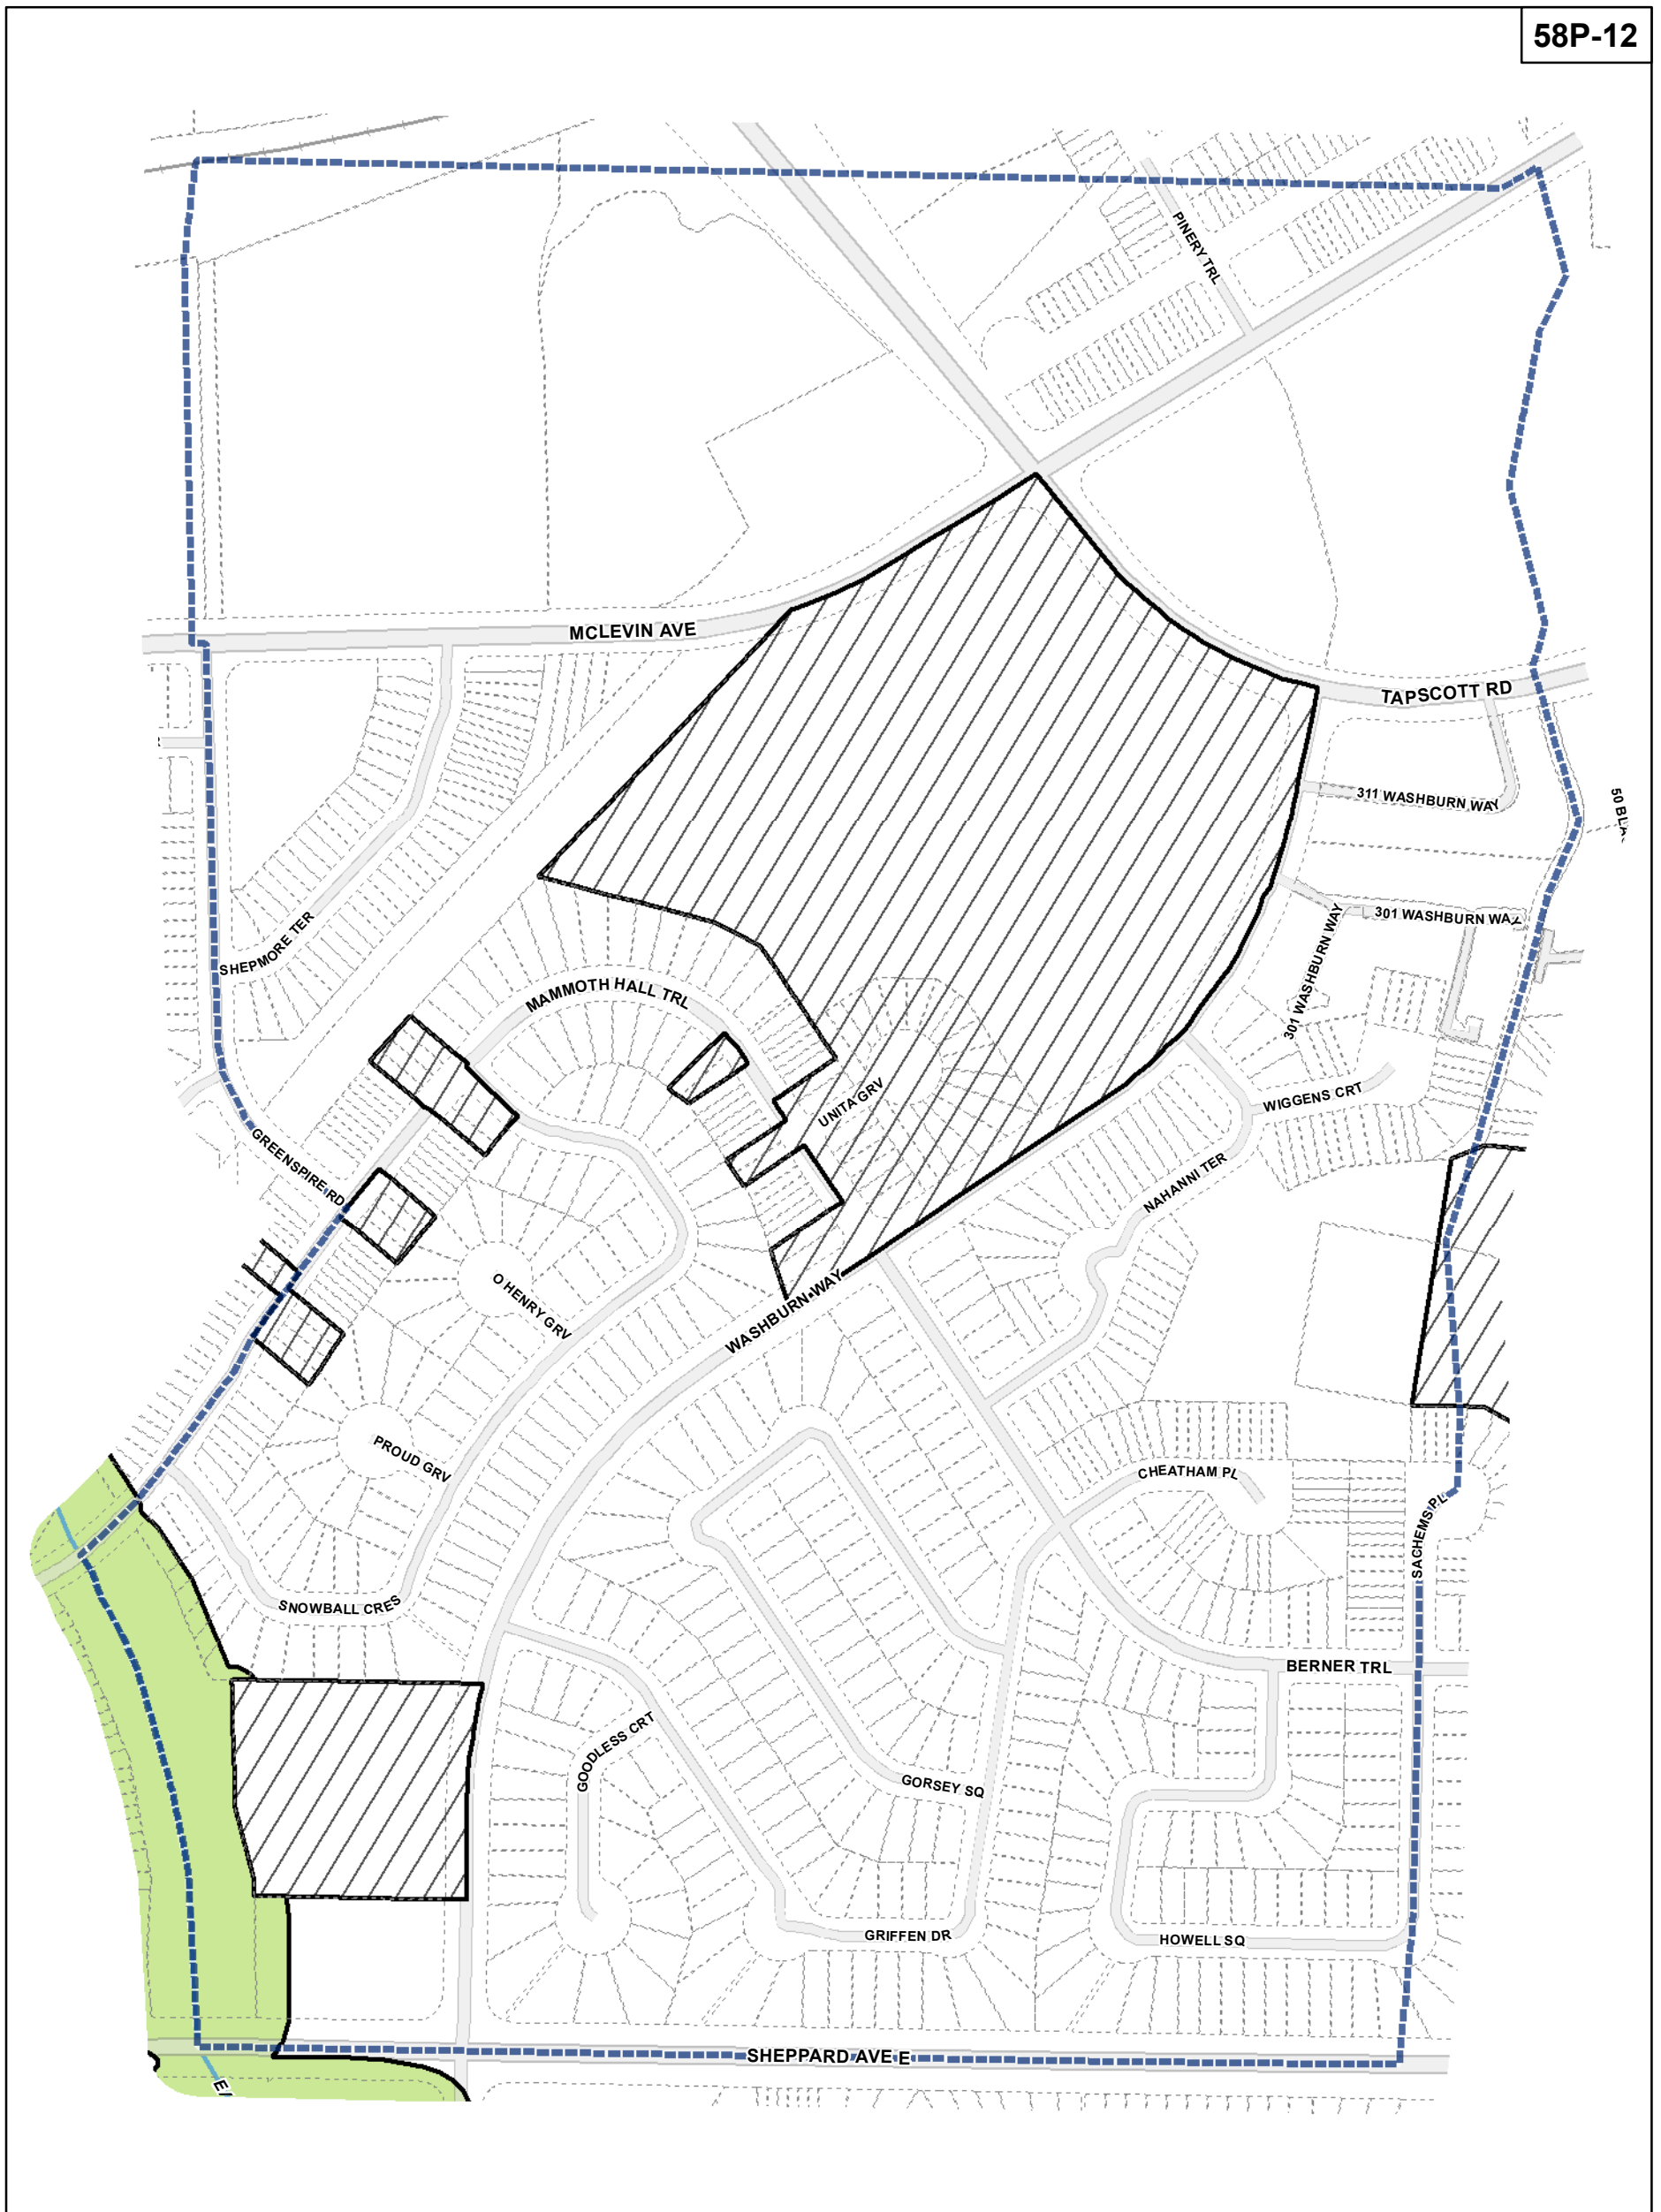 58P-12
PINERY TRL
MCLEVIN AVE
TAPSCOTT RD
311 WASHBURN WAY
301 WASHBURN WAY
301 WASHBURN WAY
SHEPMORE TER
MAMMOTH HALL TRL
UNITA GRV
WIGGENS CRT
GREENSPIRE RD
NAHANNI TER
O HENRY GRV
WASHBURN WAY
PROUD GRV
CHEATHAM PL
SACHEMS PL
SNOWBALL CRES
BERNER TRL
GOODLESS CRT
GORSEY SQ
GRIFFEN DR
HOWELL SQ
SHEPPARD AVE E